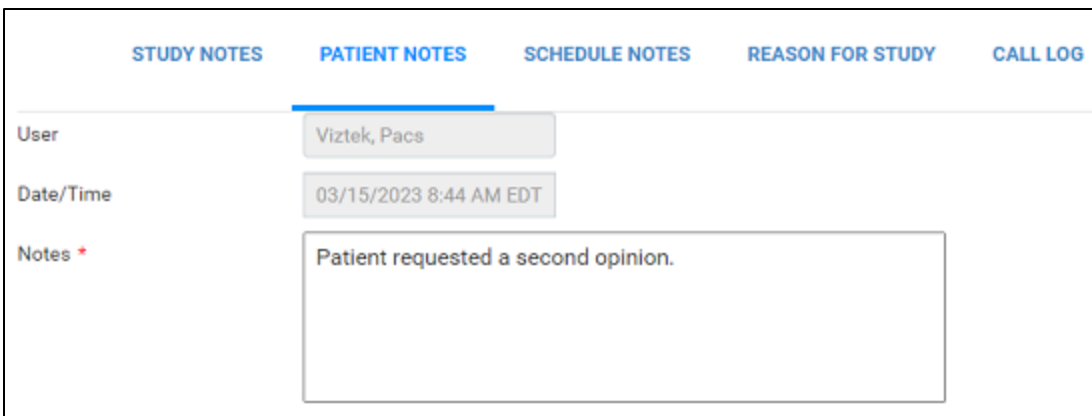 STUDY NOTES PATIENT NOTES SCHEDULE NOTES REASON FOR STUDY CALL LOG
User Viztek, Pacs
Date/Time 03/15/2023 8:44 AM EDT
Notes * Patient requested a second opinion.